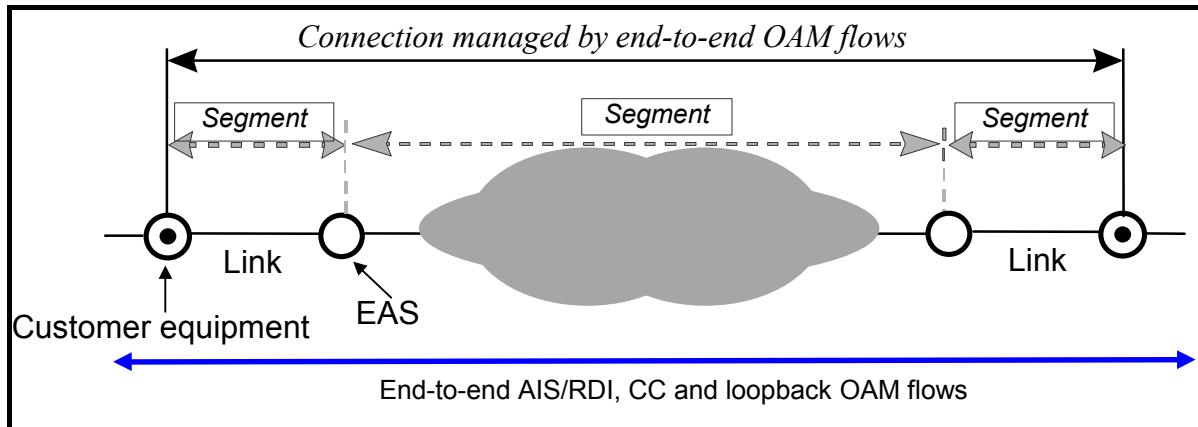 Connection managed by end-to-end OAM flows
Segment
Segment
Segment
Link
Link
EAS
Customer equipment
End-to-end AIS/RDI, CC and loopback OAM flows